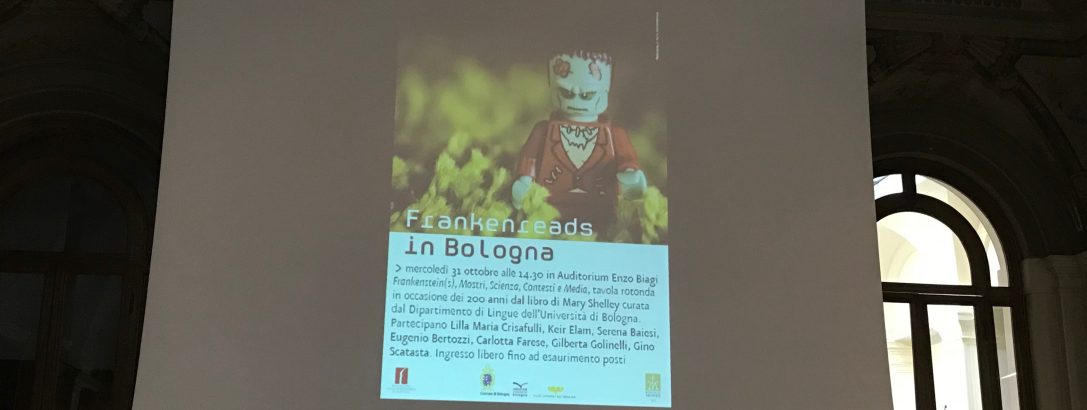 Frankenreads
in Bologna
> mercoledì 31 ottobre alle 14.30 in Auditorium Enzo Biagi
Frankenstein(s), Mostri, Scienza, Contesti e Media, tavola rotonda
in occasione dei 200 anni dal libro di Mary Shelley curata
dal Dipartimento di Lingue dell'Università di Bologna.
Partecipano Lilla Maria Crisafulli, Keir Elam, Serena Baiesi,
Eugenio Bertozzi, Carlotta Farese, Gilberta Golinelli, Gino
Scatasta. Ingresso libero fino ad esaurimento posti